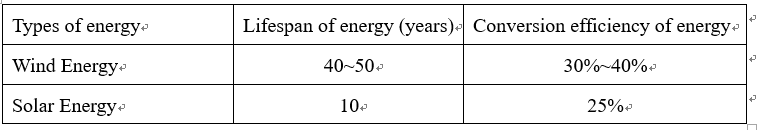 Types of energy Lifespan of energy (years) Conversion efficiency of energy
Wind Energy 40~50 30%~40%
Solar Energy 10 25%